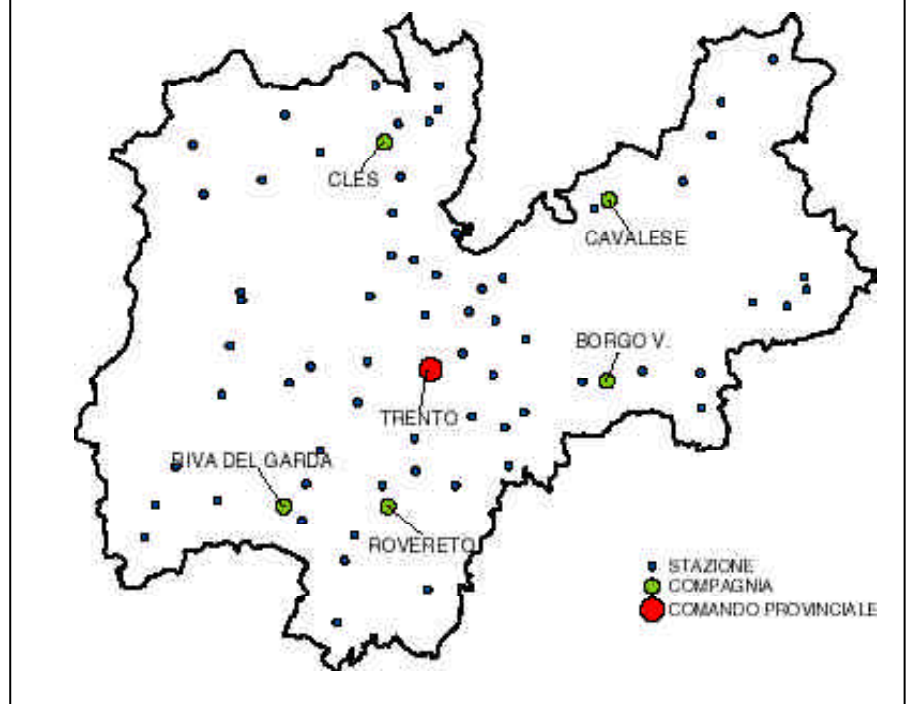 CLES
CAVALESE
BORGO V.
TRENTO
RIVA DEL GARDA
ROVERETO
STAZIONE
COMPAGNIA
COMANDO PROVINCIALE